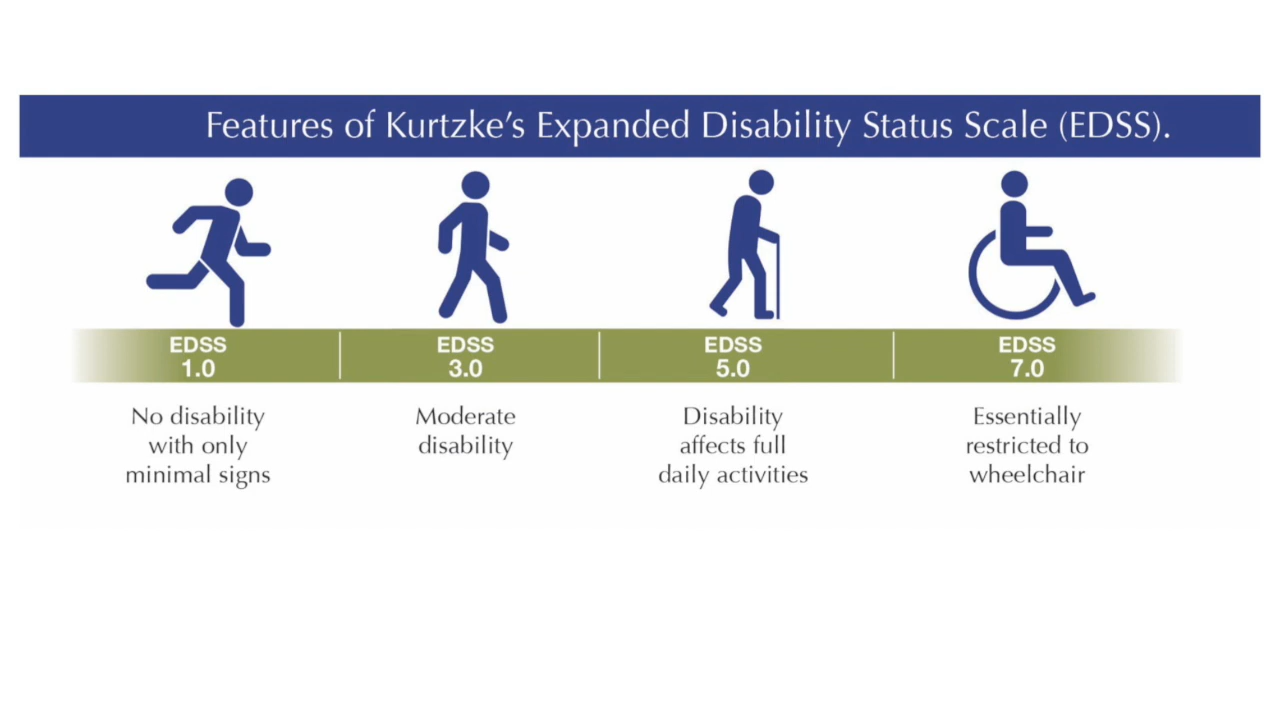 Features of Kurtzke’s Expanded Disability Status Scale (EDSS).
EDSS
1.0
EDSS
3.0
EDSS
5.0
EDSS
7.0
No disability
with only
minimal signs
Moderate
disability
Disability
affects full
daily activities
Essentially
restricted to
wheelchair